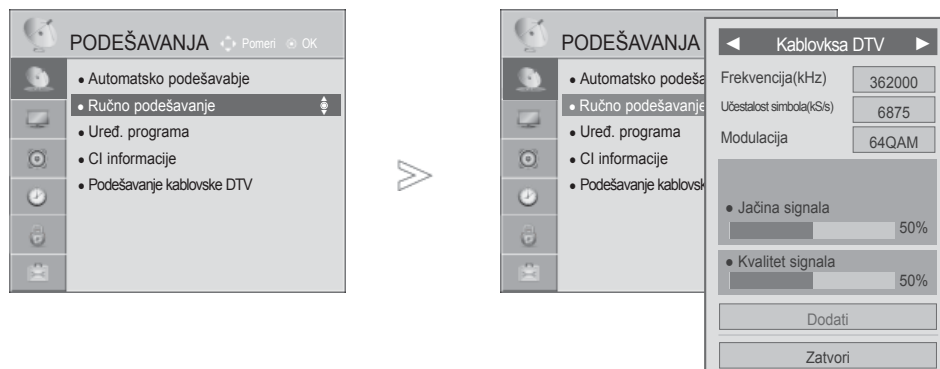 PODEŠAVANJA Pomeri OK
• Automatsko podešavabje
• Ručno podešavanje
• Uređ. programa
• CI informacije
• Podešavanje kablovske DTV
PODEŠAVANJA
• Automatsko podeša
• Ručno podešavanje
• Uređ. programa
• CI informacije
• Podešavanje kablovsk
◄ Kablovksa DTV ►
Frekvencija(kHz) 362000
Učestalost simbola(kS/s) 6875
Modulacija 64QAM
• Jačina signala
50%
• Kvalitet signala
50%
Dodati
Zatvori